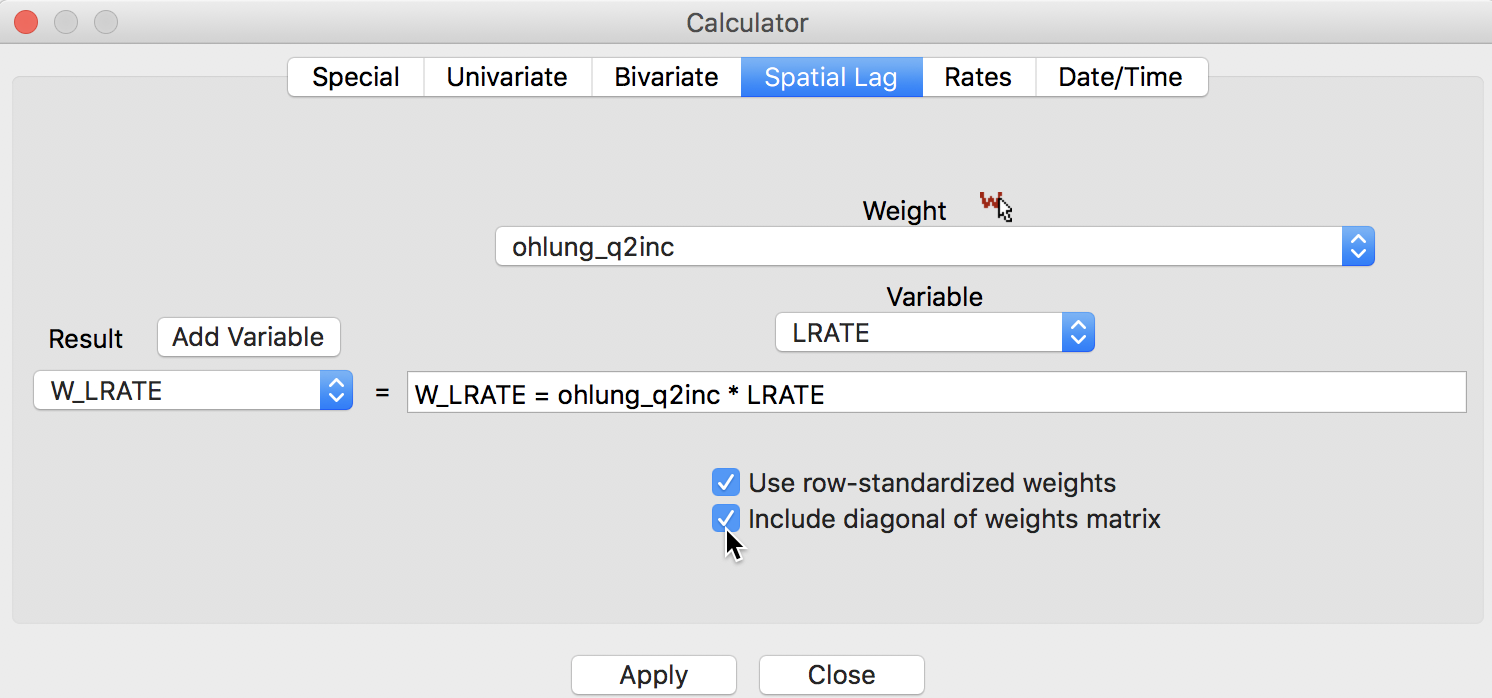 Calculator
Special Univariate Bivariate Spatial Lag Rates Date/Time
Weight W
ohlung_q2inc
Variable
LRATE
Result Add Variable
W_LRATE = W_LRATE = ohlung_q2inc * LRATE
Use row-standardized weights
Include diagonal of weights matrix
Apply Close